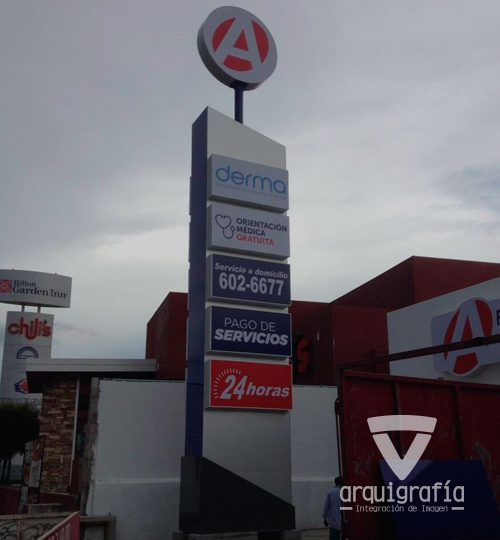 A
derma
ORIENTACIÓN
MÉDICA
GRATUITA
Servicio a domicilio
602-6677
PAGO DE
SERVICIOS
24horas
Hilton
Garden Inn
chili's
A
arquigrafía
Integración de Imagen